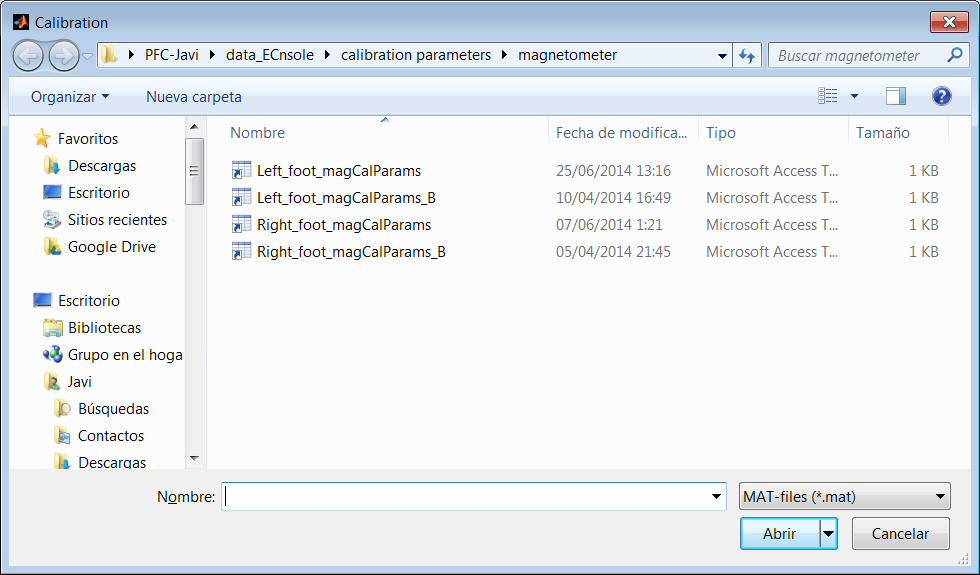 Calibration
PFC-Javi data_ECnsole calibration parameters magnetometer Buscar magnetometer
Organizar Nueva carpeta
Favoritos
Descargas
Escritorio
Sitios recientes
Google Drive
Escritorio
Bibliotecas
Grupo en el hoga
Javi
Búsquedas
Contactos
Descargas
Nombre Fecha de modifica... Tipo Tamaño
Left_foot_magCalParams 25/06/2014 13:16 Microsoft Access T... 1 KB
Left_foot_magCalParams_B 10/04/2014 16:49 Microsoft Access T... 1 KB
Right_foot_magCalParams 07/06/2014 1:21 Microsoft Access T... 1 KB
Right_foot_magCalParams_B 05/04/2014 21:45 Microsoft Access T... 1 KB
Nombre: MAT-files (*.mat)
Abrir Cancelar